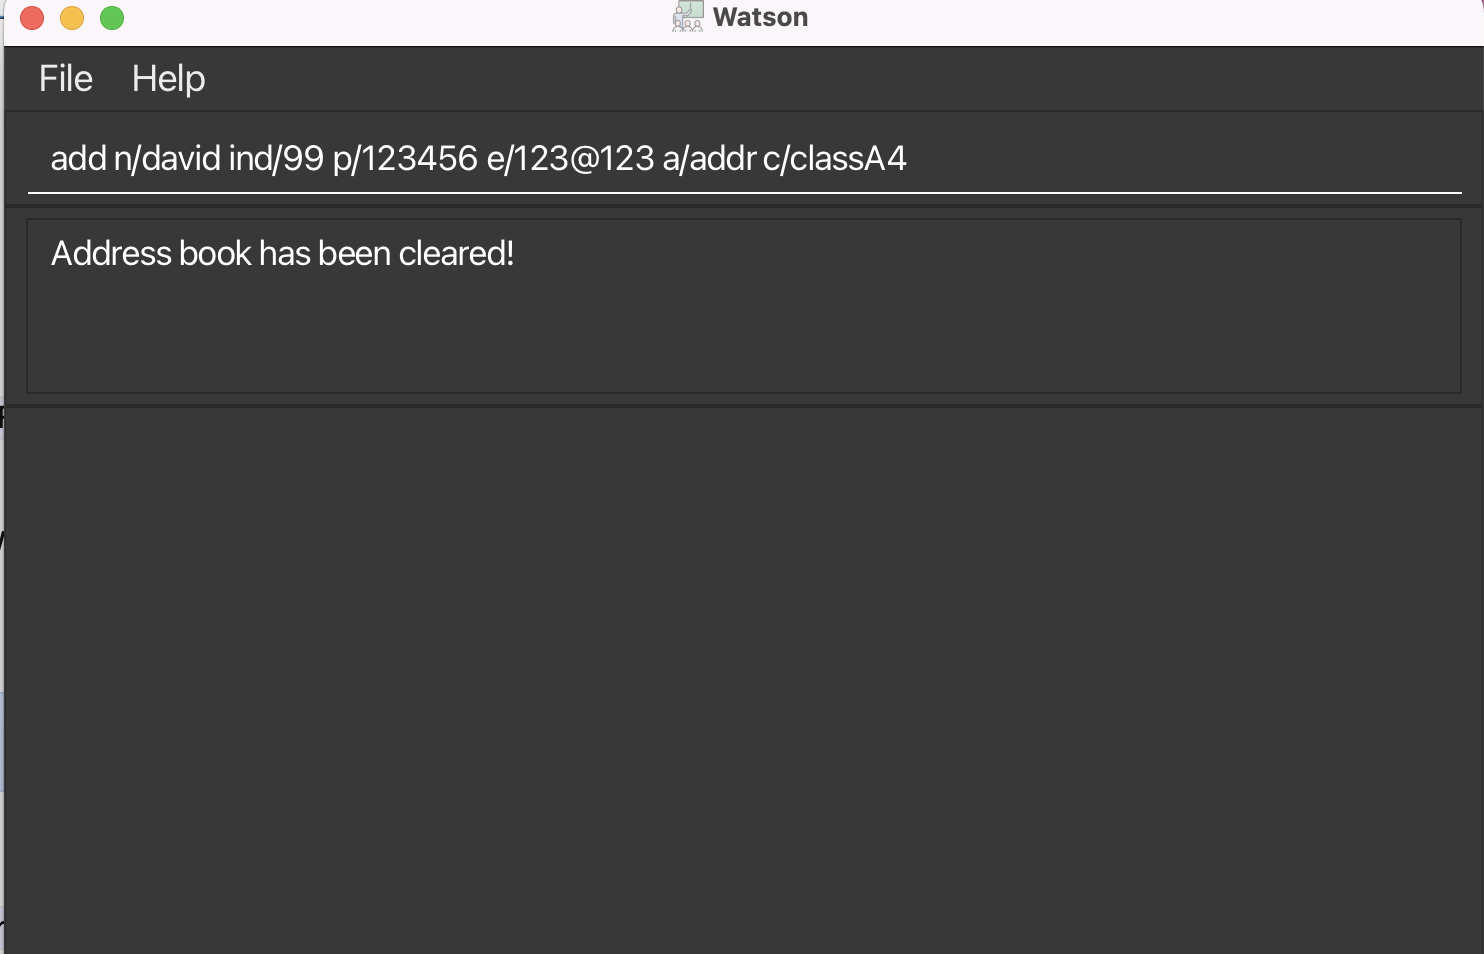 Watson
File Help
add n/david ind/99 p/123456 e/123@123 a/addr c/classA4
Address book has been cleared!